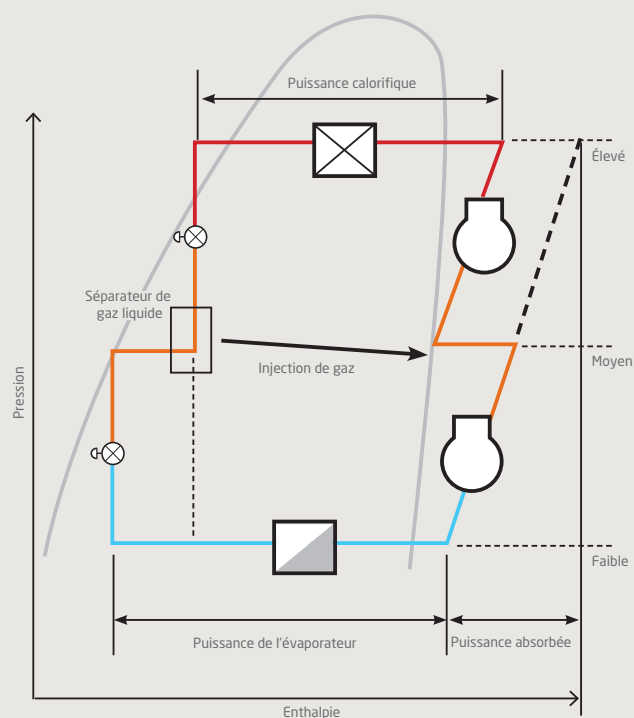 Puissance calorifique
Élevé
Séparateur de
gaz liquide
Injection de gaz
Moyen
Pression
Faible
Puissance de l'évaporateur
Puissance absorbée
Enthalpie